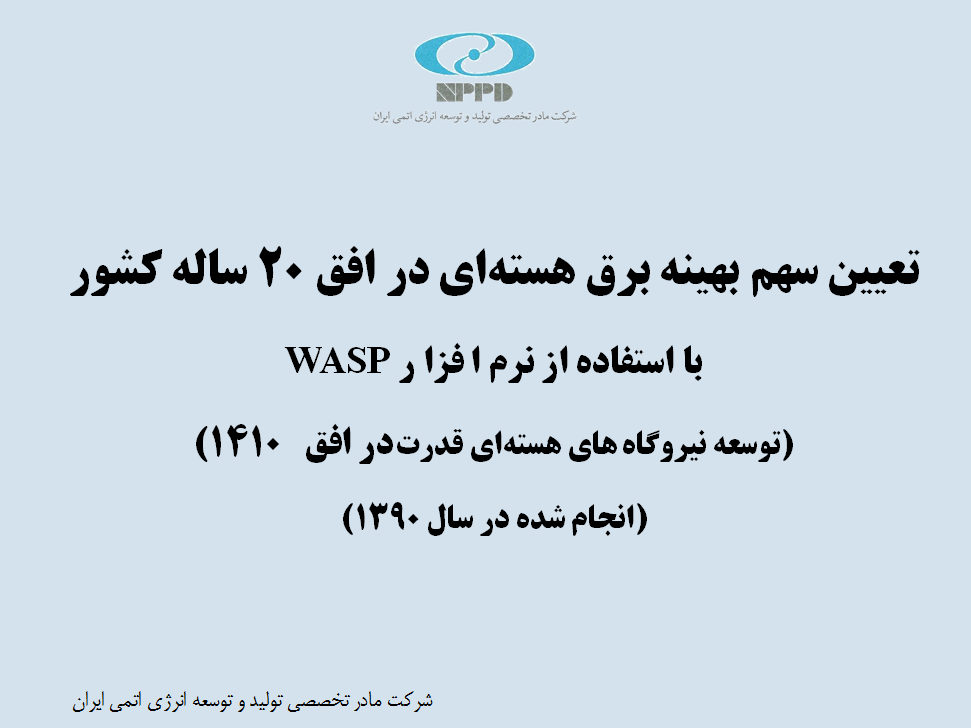 NPPD
شرکت مادر تخصصی تولید و توسعه انرژی اتمی ایران
تعیین سهم بهینه برق هسته‌ای در افق ۲۰ ساله کشور
با استفاده از نرم ا فزا ر WASP
(توسعه نیروگاه های هسته‌ای قدرت در افق ۱۴۱۰)
(انجام شده در سال ۱۳۹۰)
شرکت مادر تخصصی تولید و توسعه انرژی اتمی ایران